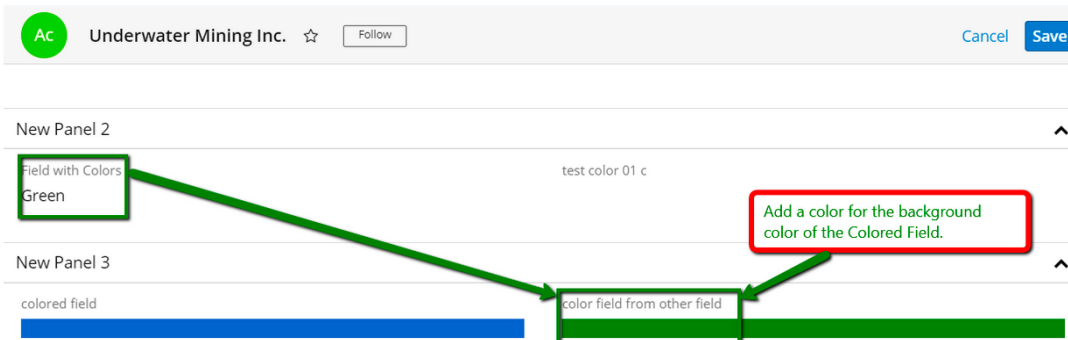 Ac Underwater Mining Inc. Follow Cancel Save
New Panel 2
Field with Colors test color 01 c
Green
Add a color for the background
color of the Colored Field.
New Panel 3
colored field color field from other field